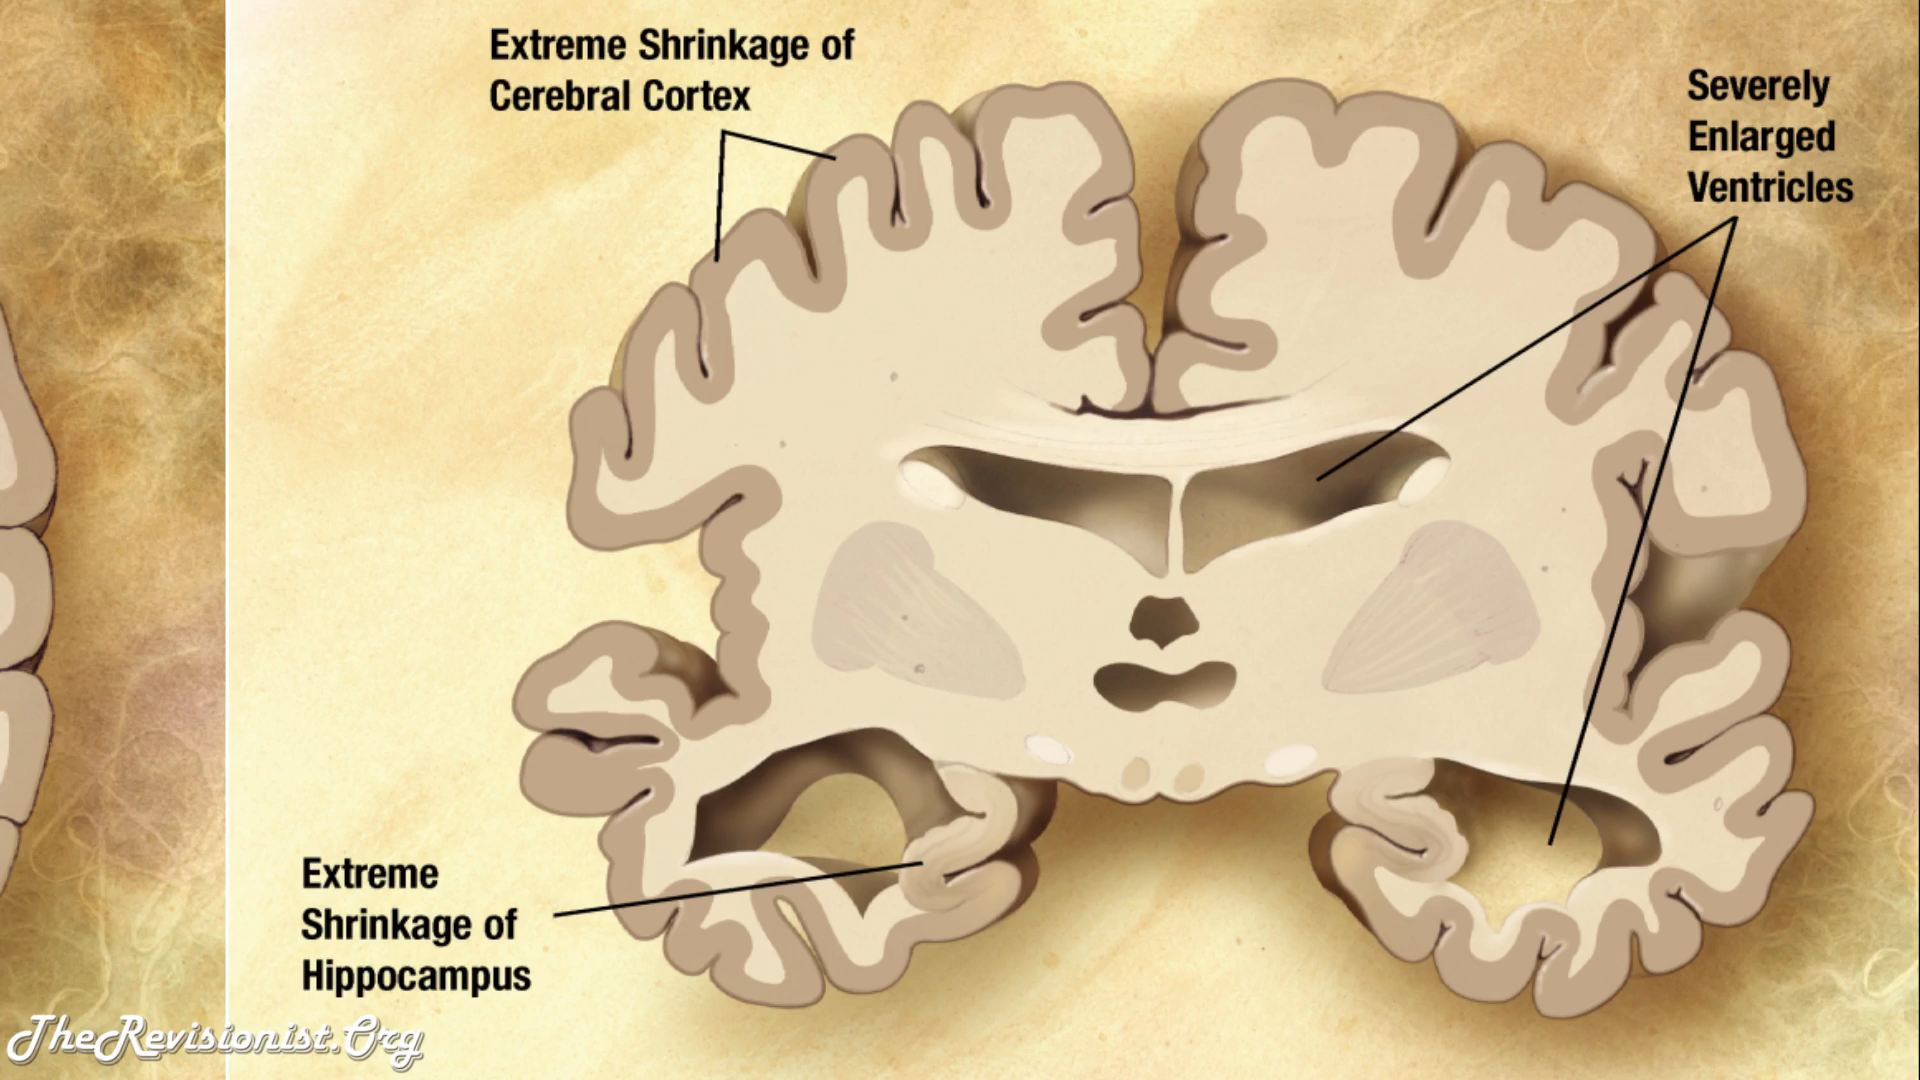 Extreme Shrinkage of
Cerebral Cortex
Severely
Enlarged
Ventricles
Extreme
Shrinkage of
Hippocampus
TheRevisionist.Org